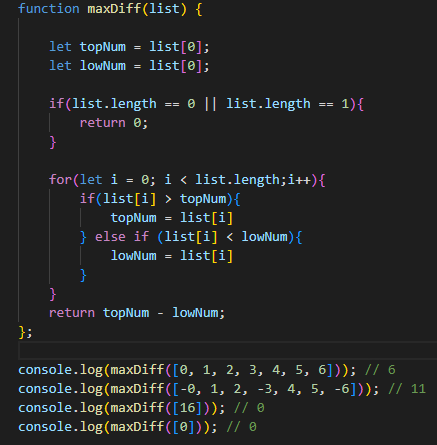 function maxDiff(list) {
let topNum = list[0];
let lowNum = list[0];
if(list.length == 0 || list.length == 1){
return 0;
}
for(let i = 0; i < list.length;i++){
if(list[i] > topNum){
topNum = list[i]
} else if (list[i] < lowNum){
lowNum = list[i]
}
}
return topNum - lowNum;
};
console.log(maxDiff([0, 1, 2, 3, 4, 5, 6])); // 6
console.log(maxDiff([-0, 1, 2, -3, 4, 5, -6])); // 11
console.log(maxDiff([16])); // 0
console.log(maxDiff([0])); // 0